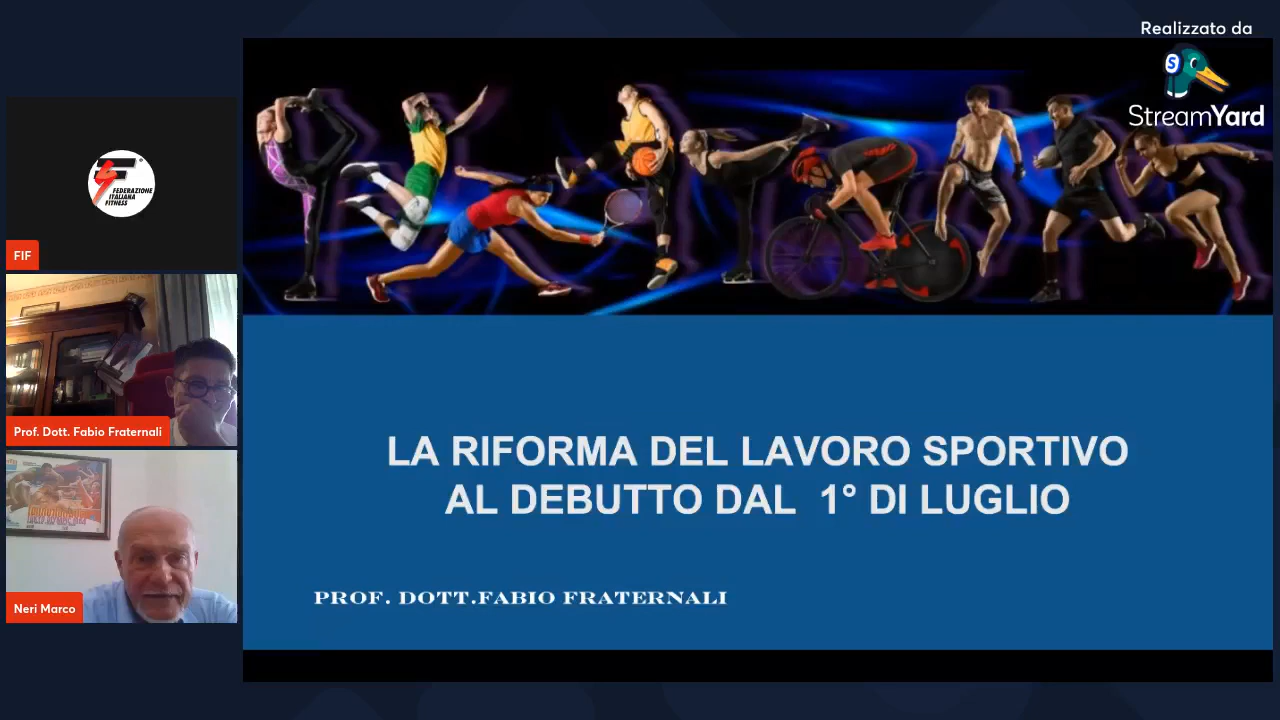 Realizzato da
S
StreamYard
FEDERAZIONE
ITALIANA
FITNESS
FIF
Prof. Dott. Fabio Fraternali
Neri Marco
LA RIFORMA DEL LAVORO SPORTIVO
AL DEBUTTO DAL 1° DI LUGLIO
PROF. DOTT.FABIO FRATERNALI